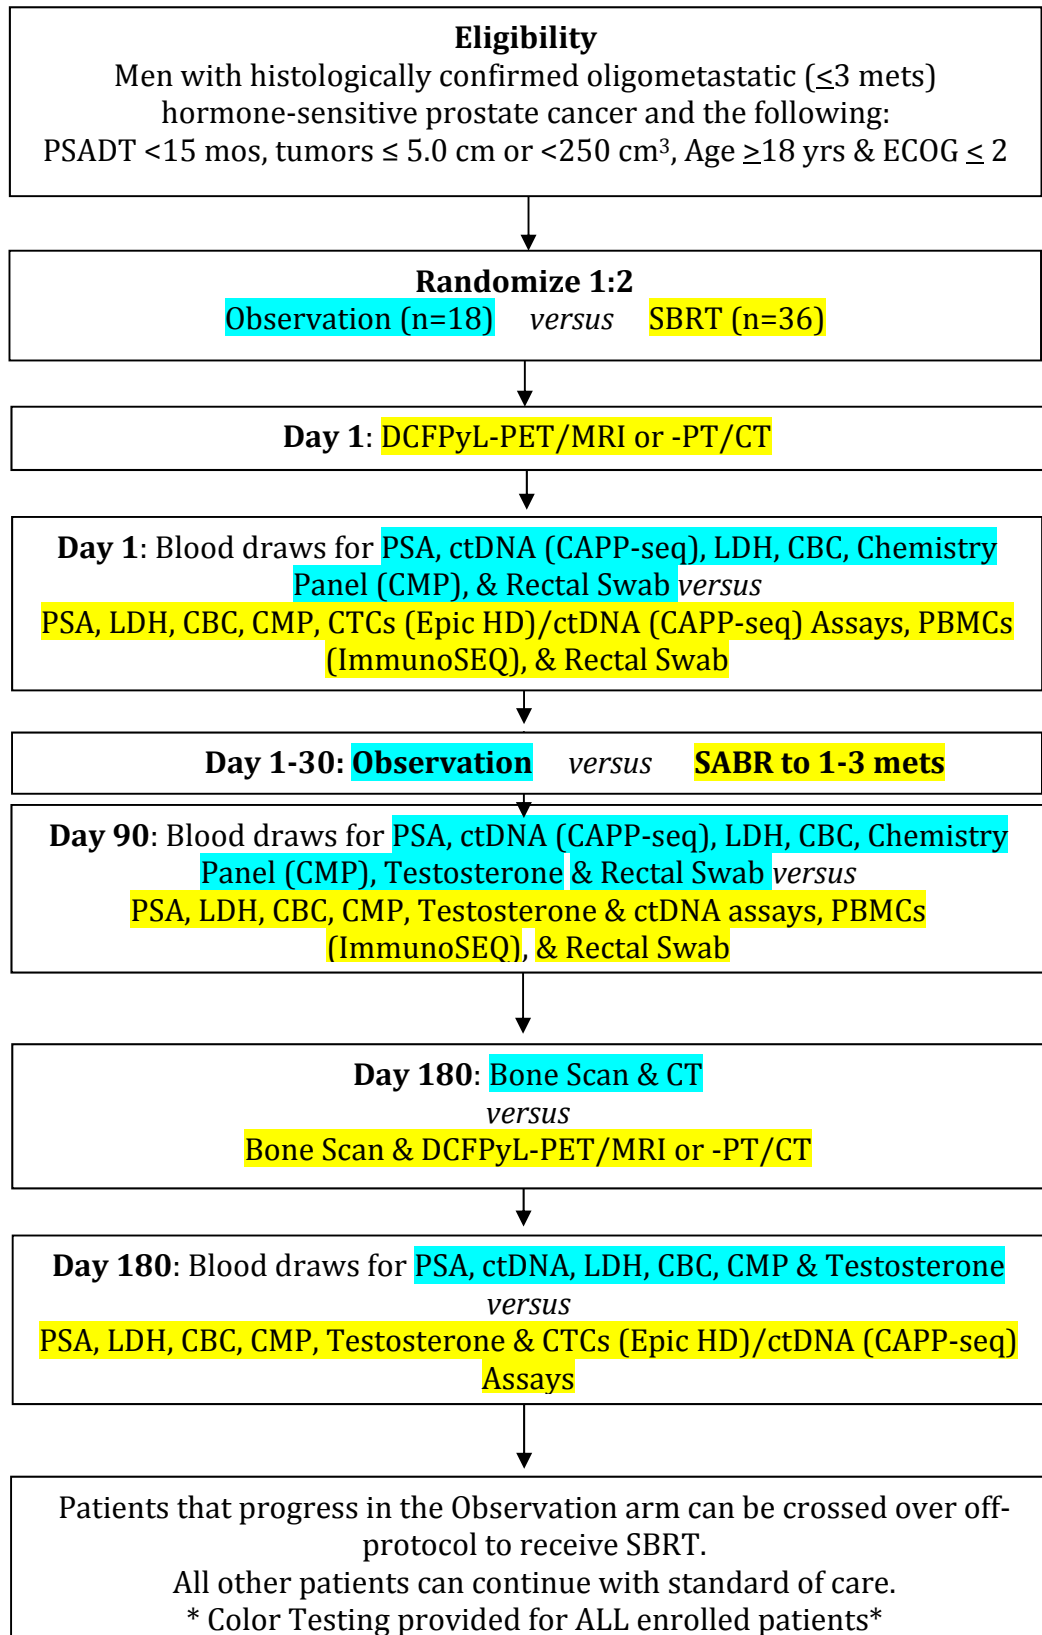 Eligibility
Men with histologically confirmed oligometastatic (≤3 mets)
hormone-sensitive prostate cancer and the following:
PSADT <15 mos, tumors ≤ 5.0 cm or <250 cm³, Age ≥18 yrs & ECOG ≤ 2
Randomize 1:2
Observation (n=18) versus SBRT (n=36)
Day 1: DCFPyL-PET/MRI or -PT/CT
Day 1: Blood draws for PSA, ctDNA (CAPP-seq), LDH, CBC, Chemistry
Panel (CMP), & Rectal Swab versus
PSA, LDH, CBC, CMP, CTCs (Epic HD)/ctDNA (CAPP-seq) Assays, PBMCs
(ImmunoSEQ), & Rectal Swab
Day 1-30: Observation versus SABR to 1-3 mets
Day 90: Blood draws for PSA, ctDNA (CAPP-seq), LDH, CBC, Chemistry
Panel (CMP), Testosterone & Rectal Swab versus
PSA, LDH, CBC, CMP, Testosterone & ctDNA assays, PBMCs
(ImmunoSEQ), & Rectal Swab
Day 180: Bone Scan & CT
versus
Bone Scan & DCFPyL-PET/MRI or -PT/CT
Day 180: Blood draws for PSA, ctDNA, LDH, CBC, CMP & Testosterone
versus
PSA, LDH, CBC, CMP, Testosterone & CTCs (Epic HD)/ctDNA (CAPP-seq)
Assays
Patients that progress in the Observation arm can be crossed over off-
protocol to receive SBRT.
All other patients can continue with standard of care.
* Color Testing provided for ALL enrolled patients*